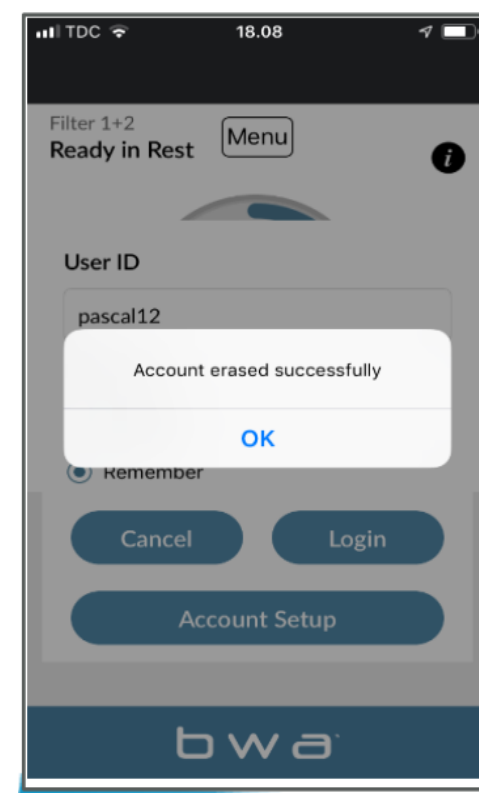 TDC 18.08
Filter 1+2
Ready in Rest Menu
i
User ID
pascal12
Account erased successfully
OK
Remember
Cancel Login
Account Setup
bwa